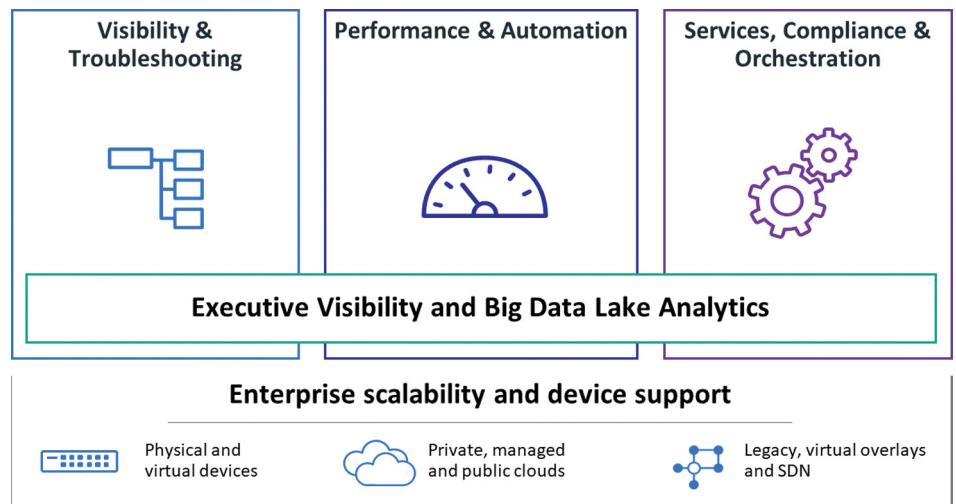 Visibility &
Troubleshooting
Performance & Automation
Services, Compliance &
Orchestration
Executive Visibility and Big Data Lake Analytics
Enterprise scalability and device support
Physical and
virtual devices
Private, managed
and public clouds
Legacy, virtual overlays
and SDN